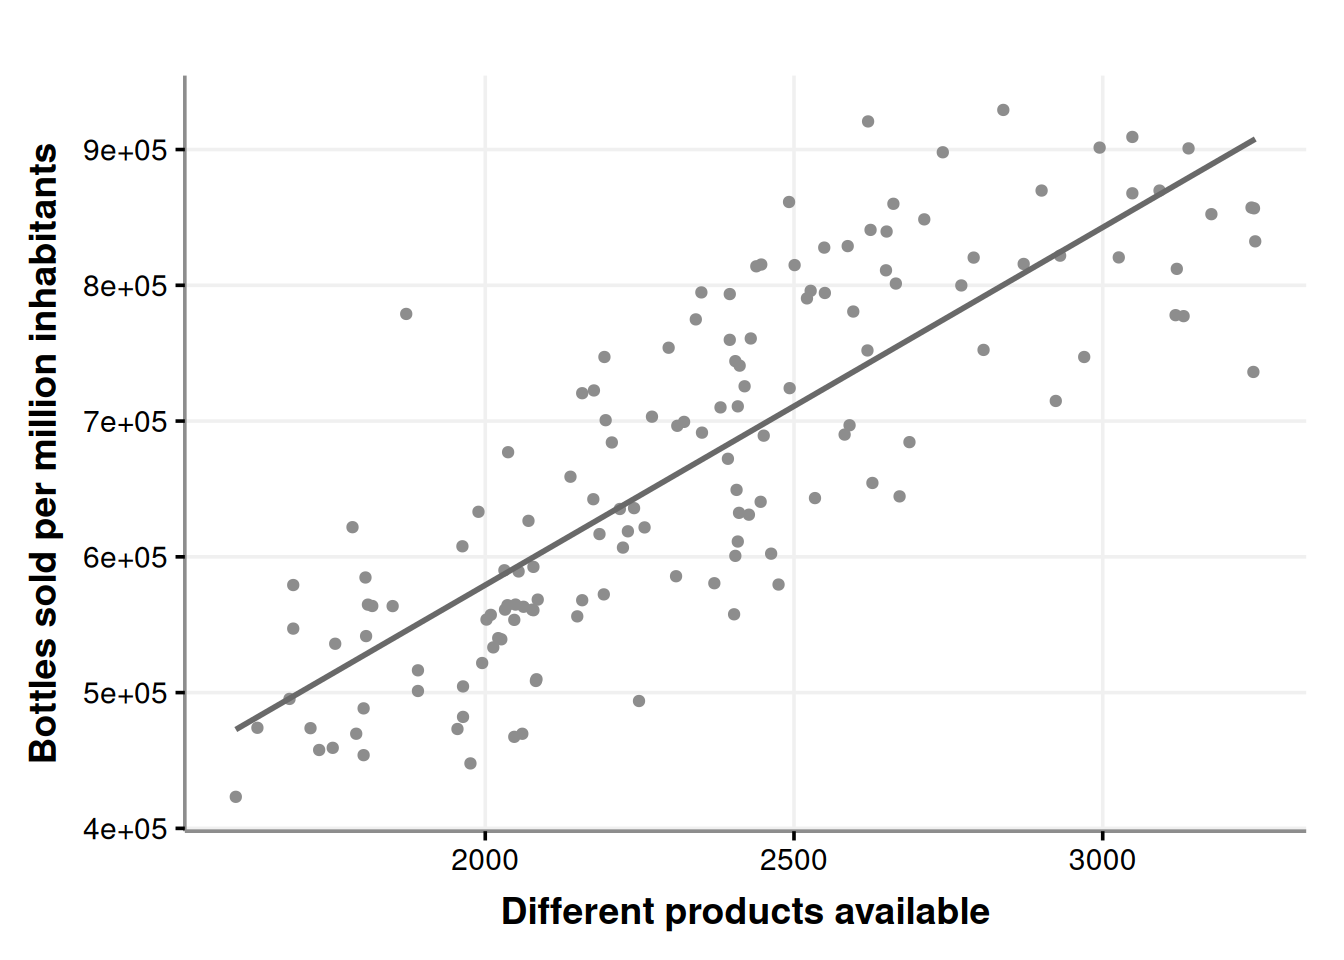 Bottles sold per million inhabitants
9e+05
8e+05
7e+05
6e+05
5e+05
4e+05
2000 2500 3000
Different products available